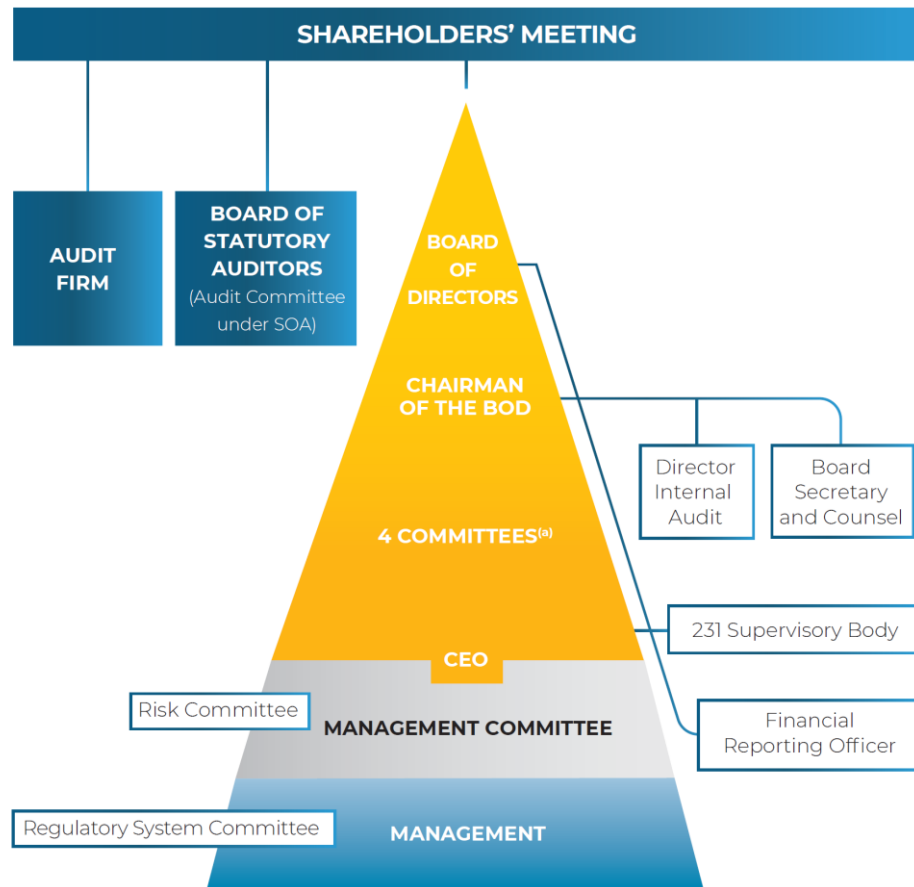 SHAREHOLDERS’ MEETING
AUDIT
FIRM
BOARD OF
STATUTORY
AUDITORS
(Audit Committee
under SOA)
BOARD
OF
DIRECTORS
CHAIRMAN
OF THE BOD
Director
Internal
Audit
Board
Secretary
and Counsel
4 COMMITTEES(a)
231 Supervisory Body
CEO
Risk Committee
MANAGEMENT COMMITTEE
Financial
Reporting Officer
Regulatory System Committee
MANAGEMENT